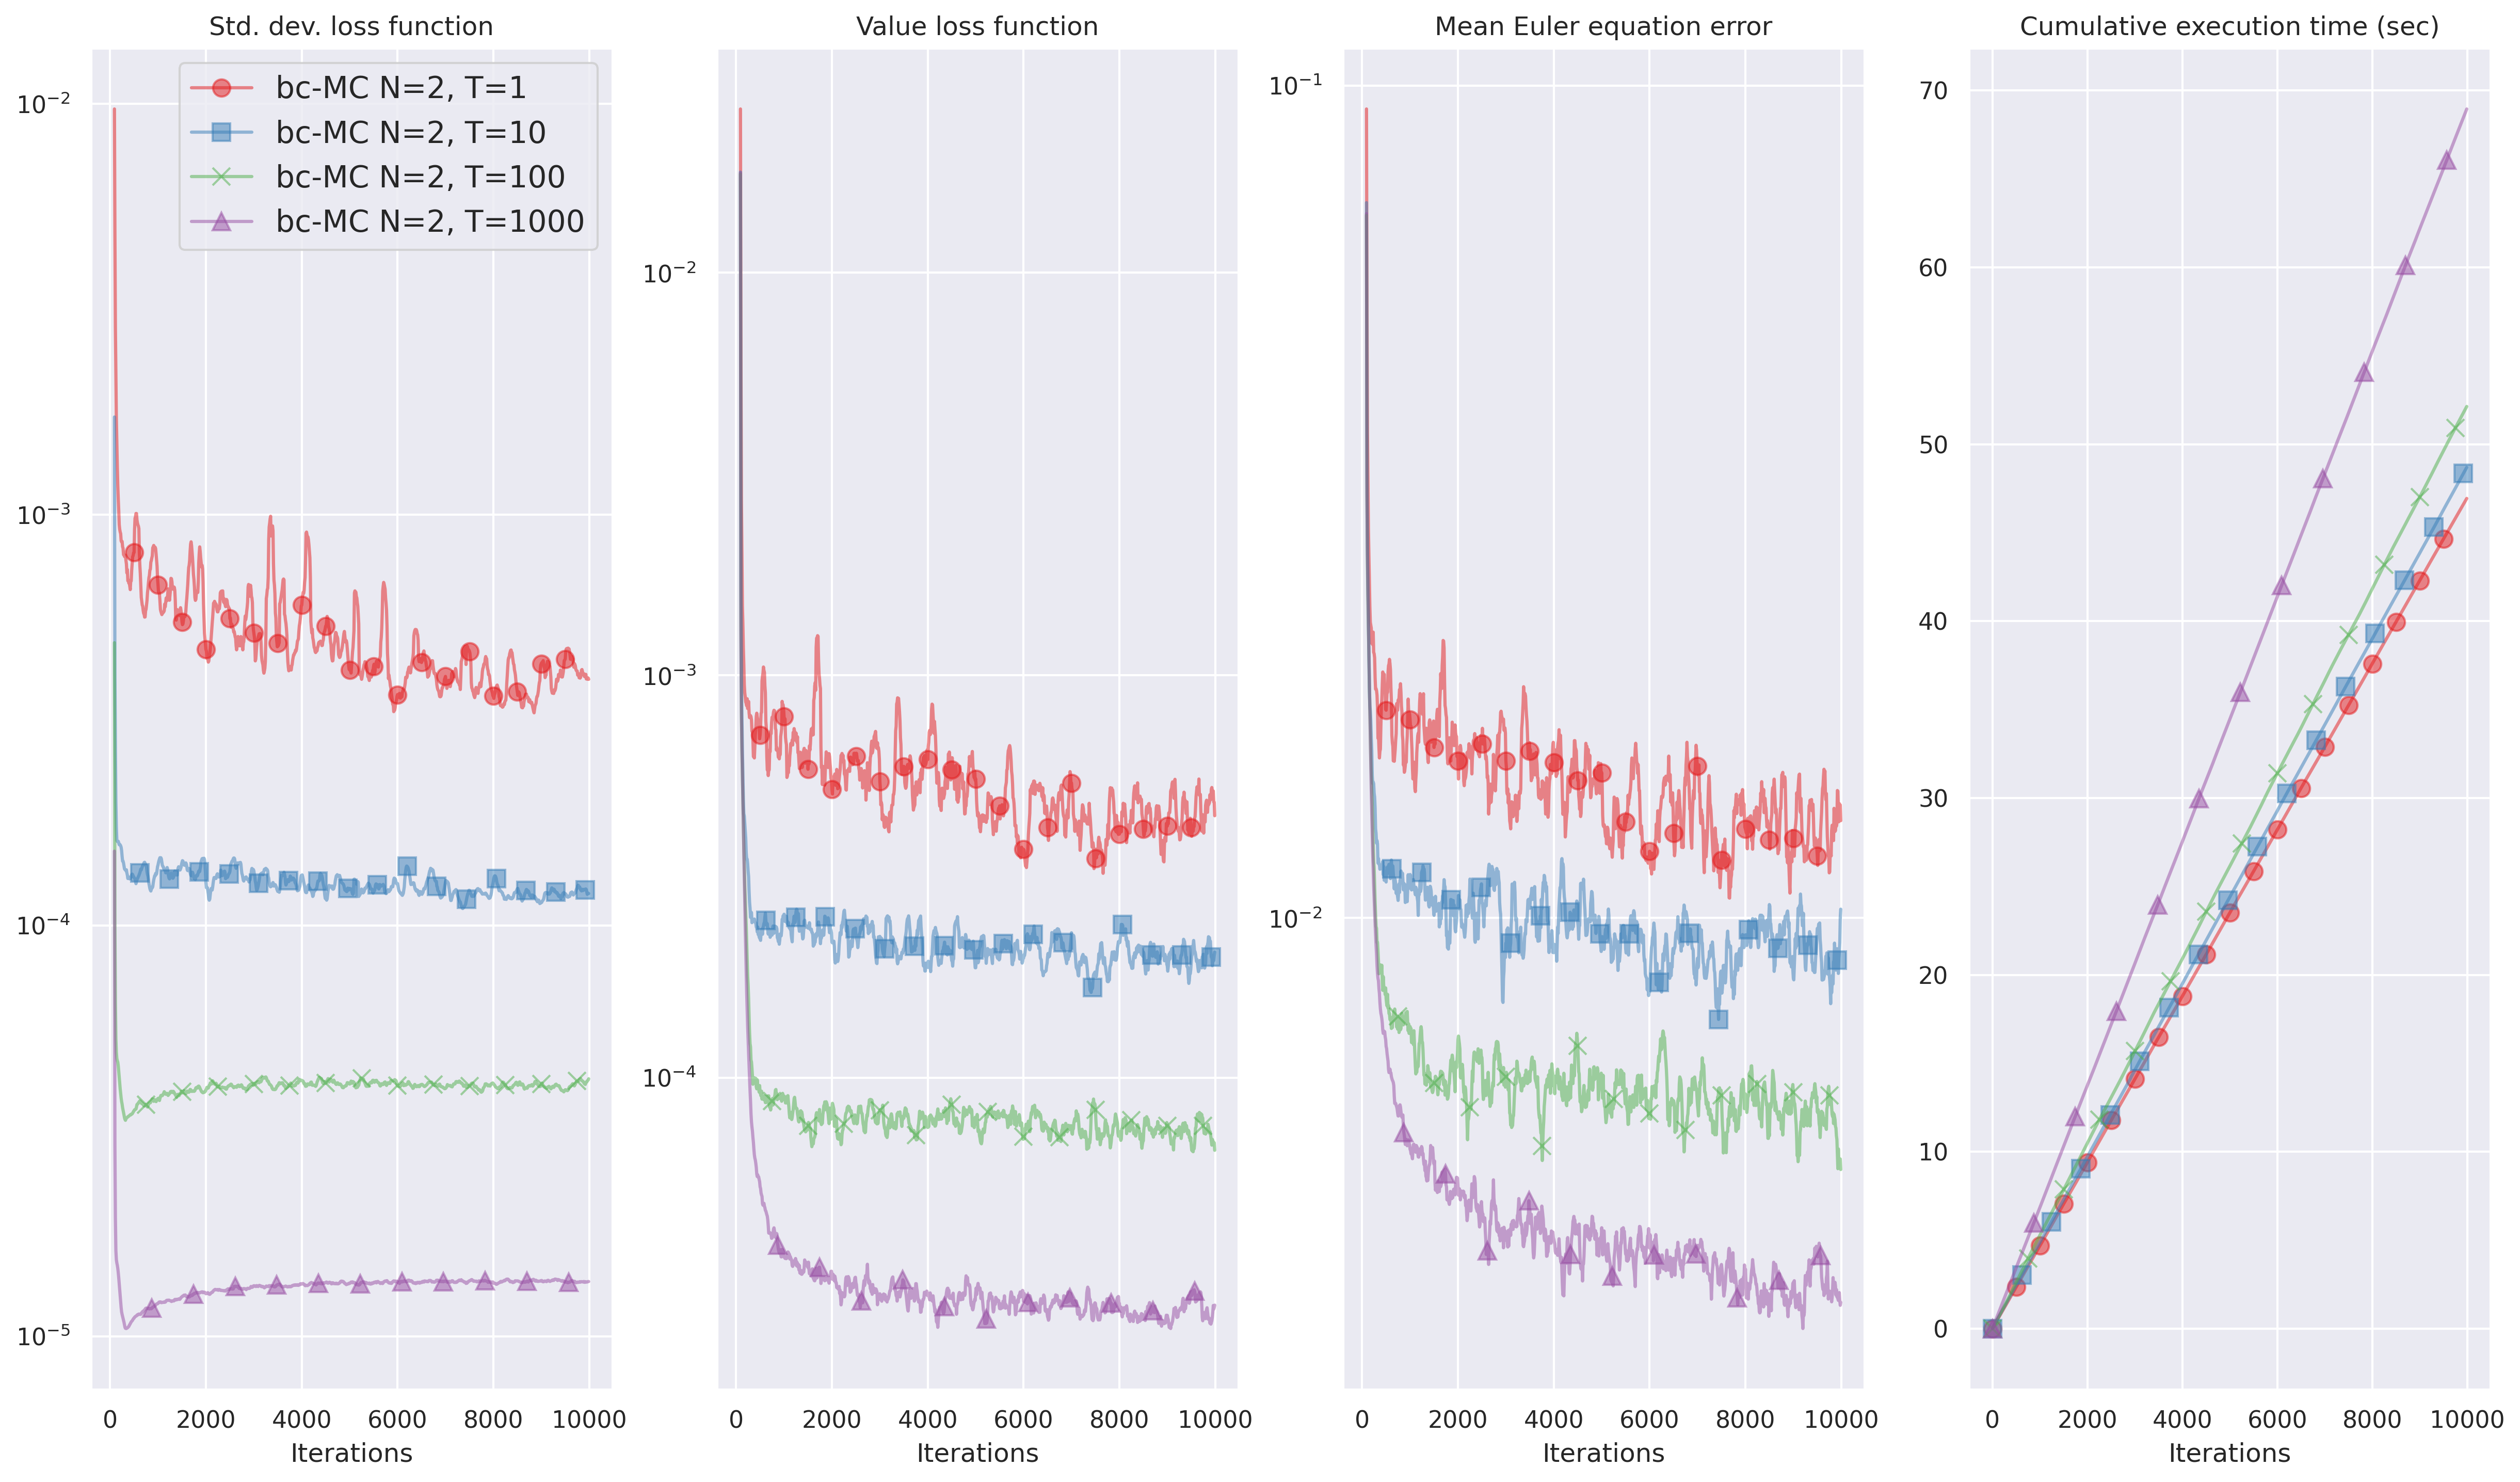 Std. dev. loss function
10⁻²
10⁻³
10⁻⁴
10⁻⁵
bc-MC N=2, T=1
bc-MC N=2, T=10
bc-MC N=2, T=100
bc-MC N=2, T=1000
0 2000 4000 6000 8000 10000
Iterations
Value loss function
10⁻²
10⁻³
10⁻⁴
0 2000 4000 6000 8000 10000
Iterations
Mean Euler equation error
10⁻¹
10⁻²
0 2000 4000 6000 8000 10000
Iterations
Cumulative execution time (sec)
70
60
50
40
30
20
10
0
0 2000 4000 6000 8000 10000
Iterations